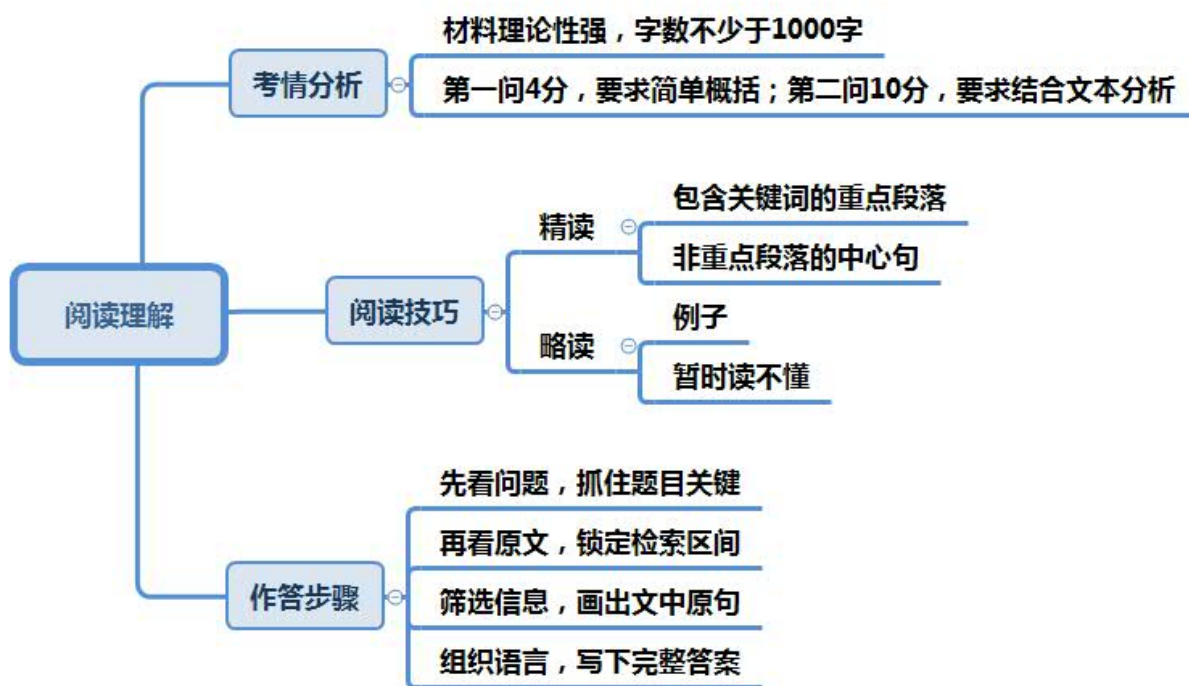 阅读理解
考情分析
材料理论性强，字数不少于1000字
第一问4分，要求简单概括；第二问10分，要求结合文本分析
阅读技巧
精读
包含关键词的重点段落
非重点段落的中心句
略读
例子
暂时读不懂
作答步骤
先看问题，抓住题目关键
再看原文，锁定检索区间
筛选信息，画出文中原句
组织语言，写下完整答案